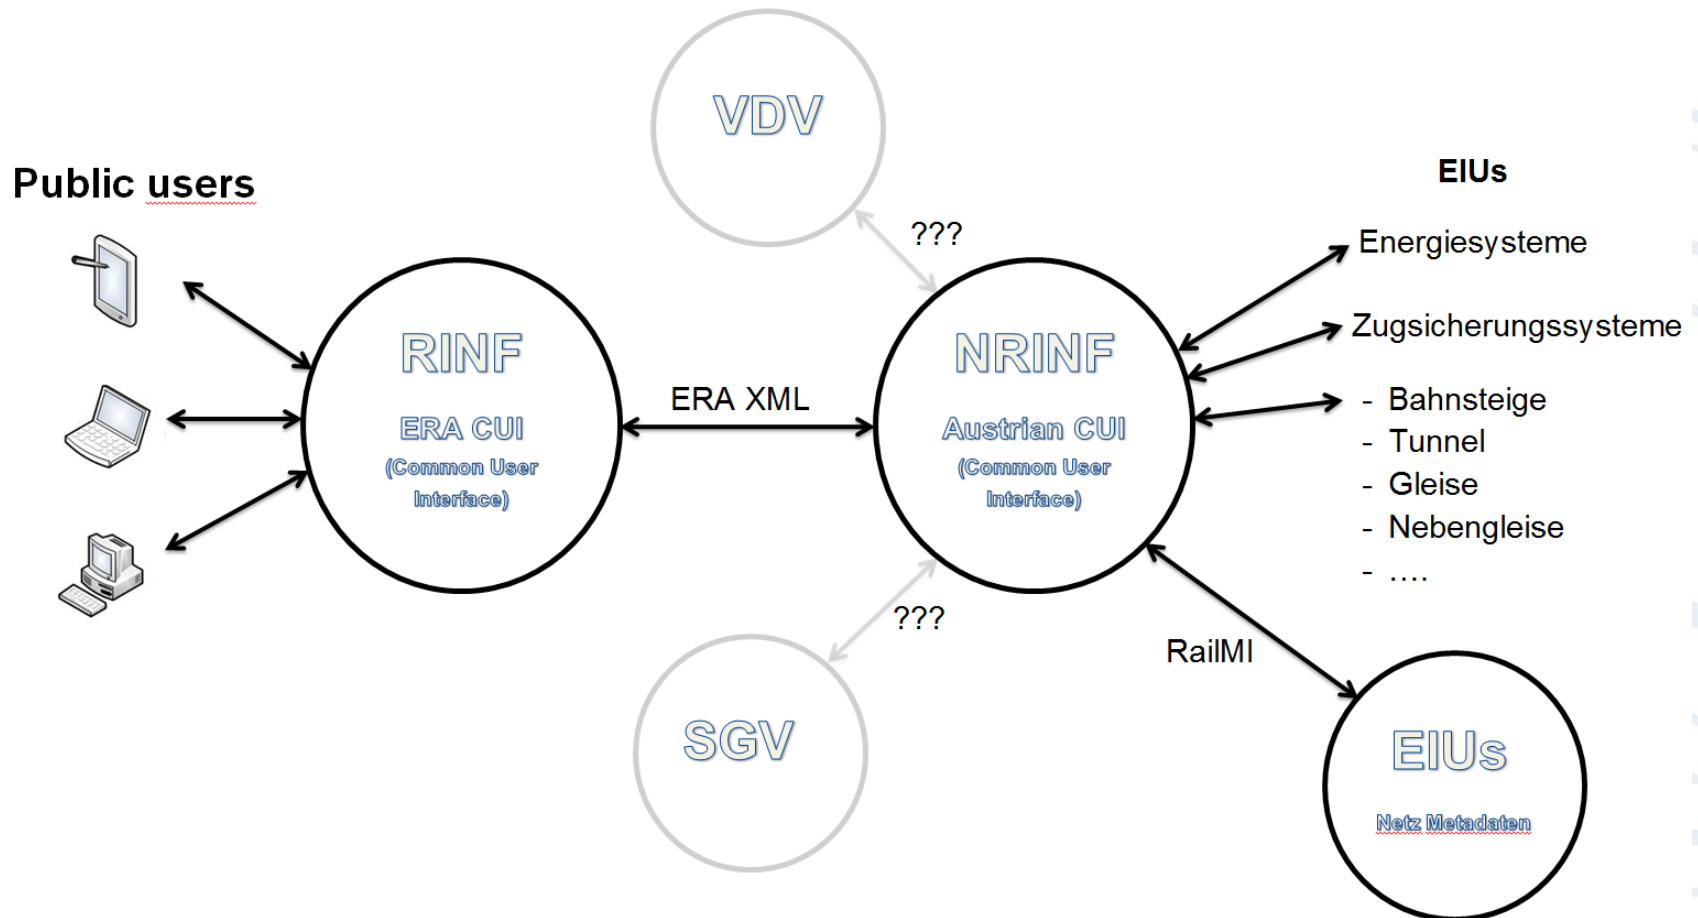 VDV
Public users
EIUs
???
Energiesysteme
Zugsicherungssysteme
RINF
ERA CUI
(Common User
Interface)
ERA XML
NRINF
Austrian CUI
(Common User
Interface)
- Bahnsteige
- Tunnel
- Gleise
- Nebengleise
- ....
???
RailMI
SGV
EIUs
Netz Metadaten